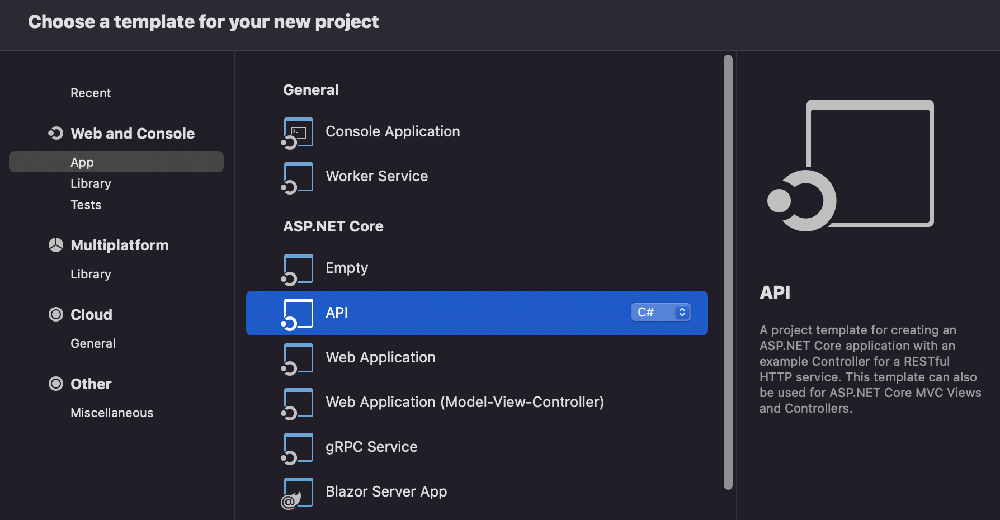 Choose a template for your new project
Recent
Web and Console
App
Library
Tests
Multiplatform
Library
Cloud
General
Other
Miscellaneous
General
Console Application
Worker Service
ASP.NET Core
Empty
API
C#
Web Application
Web Application (Model-View-Controller)
gRPC Service
Blazor Server App
API
A project template for creating an
ASP.NET Core application with an
example Controller for a RESTful
HTTP service. This template can also
be used for ASP.NET Core MVC Views
and Controllers.